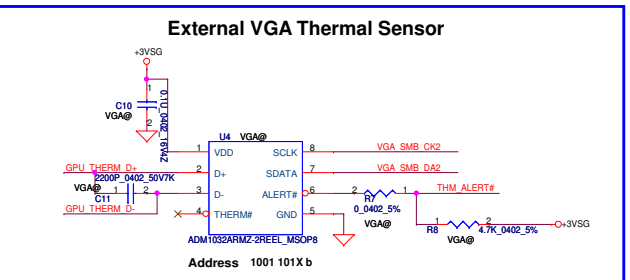 External VGA Thermal Sensor
+3VSG
1
C10
VGA@
2
0.1U_0402_16V4Z
U4 VGA@
1 VDD SCLK 8 VGA_SMB_CK2
GPU_THERM_D+ 2 D+ SDATA 7 VGA_SMB_DA2
2200P_0402_50V7K
VGA@ 1 2 3 D- ALERT# 6 2 1 THM_ALERT#
C11 R7
GPU_THERM_D- 0_0402_5%
4 THERM# GND 5 VGA@
1 2 +3VSG
R8 4.7K_0402_5%
VGA@
ADM1032ARMZ-2REEL_MSOP8
Address 1001 101X b